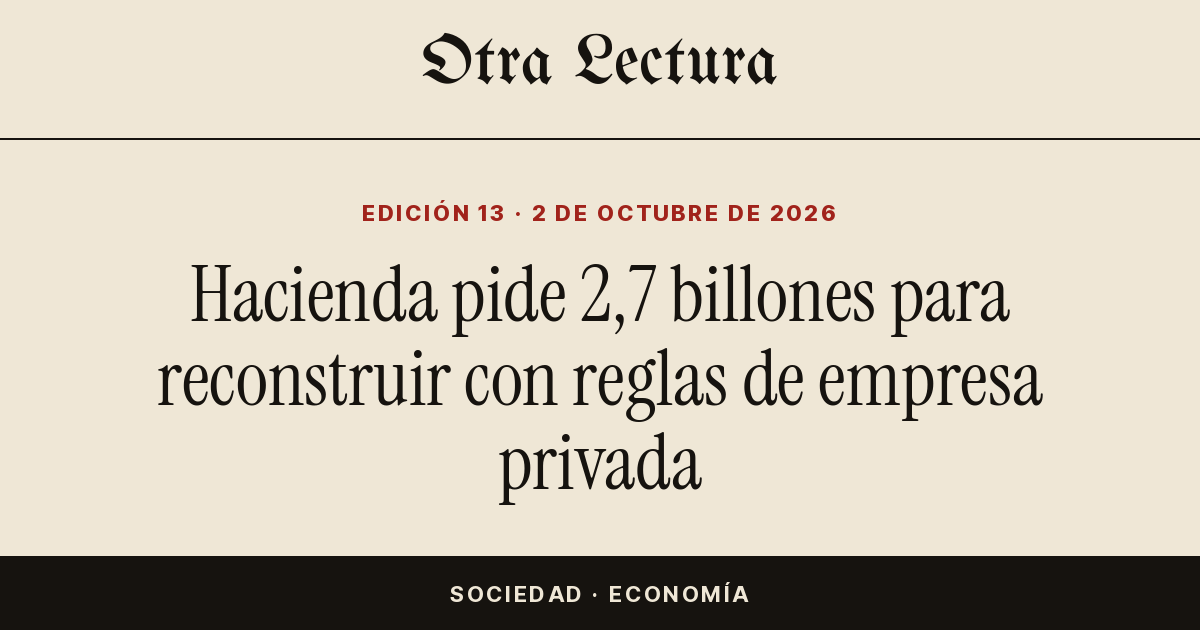 Otra Lectura
EDICIÓN 13 · 2 DE OCTUBRE DE 2026
Hacienda pide 2,7 billones para
reconstruir con reglas de empresa
privada
SOCIEDAD · ECONOMÍA